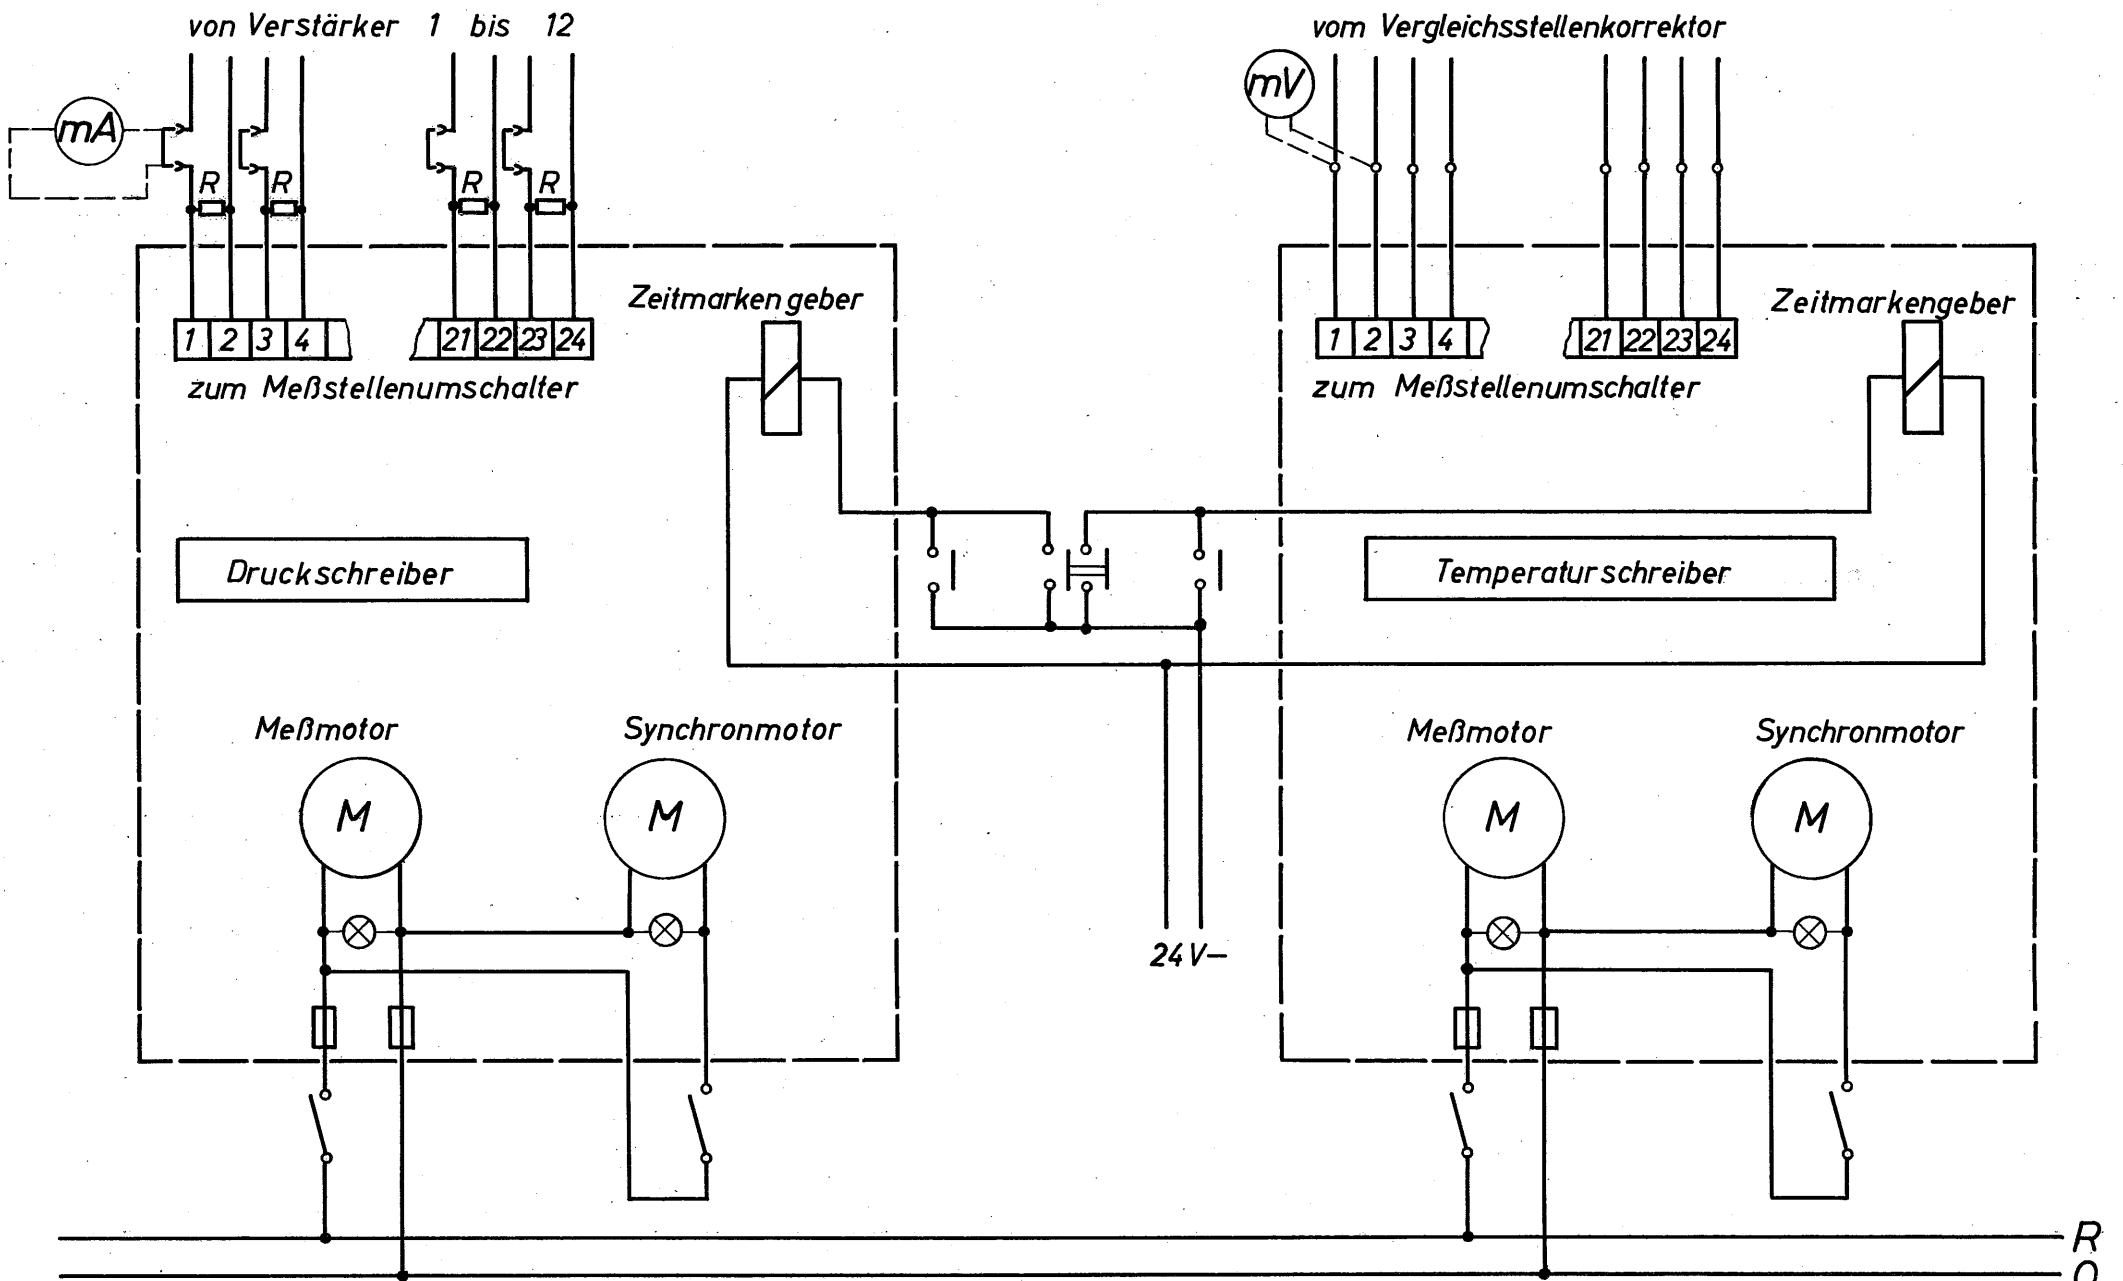 von Verstärker 1 bis 12
vom Vergleichsstellenkorrektor
mA
mV
R R R R
Zeitmarkengeber
Zeitmarkengeber
1 2 3 4 21 22 23 24
1 2 3 4 21 22 23 24
zum Meßstellenumschalter
zum Meßstellenumschalter
Druckschreiber
Temperaturschreiber
Meßmotor
Synchronmotor
Meßmotor
Synchronmotor
M
M
M
M
24V–
R